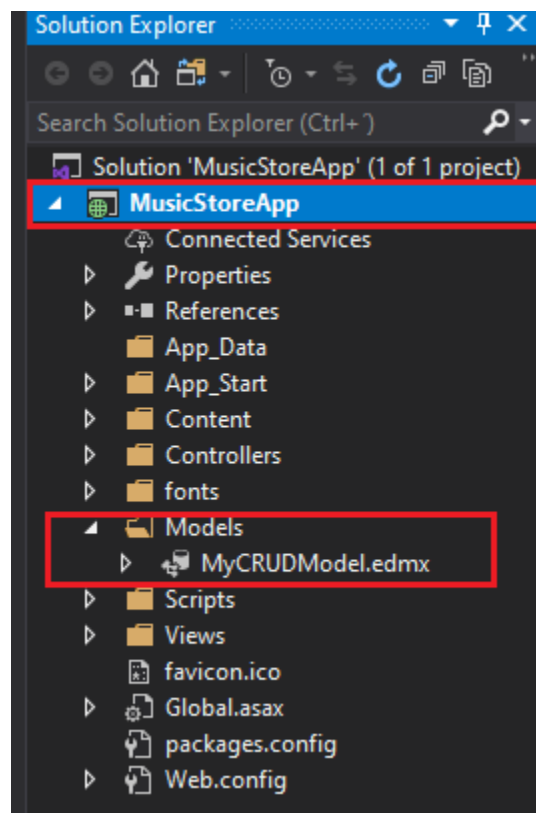 Solution Explorer
Search Solution Explorer (Ctrl+¨)
Solution 'MusicStoreApp' (1 of 1 project)
MusicStoreApp
Connected Services
Properties
References
App_Data
App_Start
Content
Controllers
fonts
Models
MyCRUDModel.edmx
Scripts
Views
favicon.ico
Global.asax
packages.config
Web.config